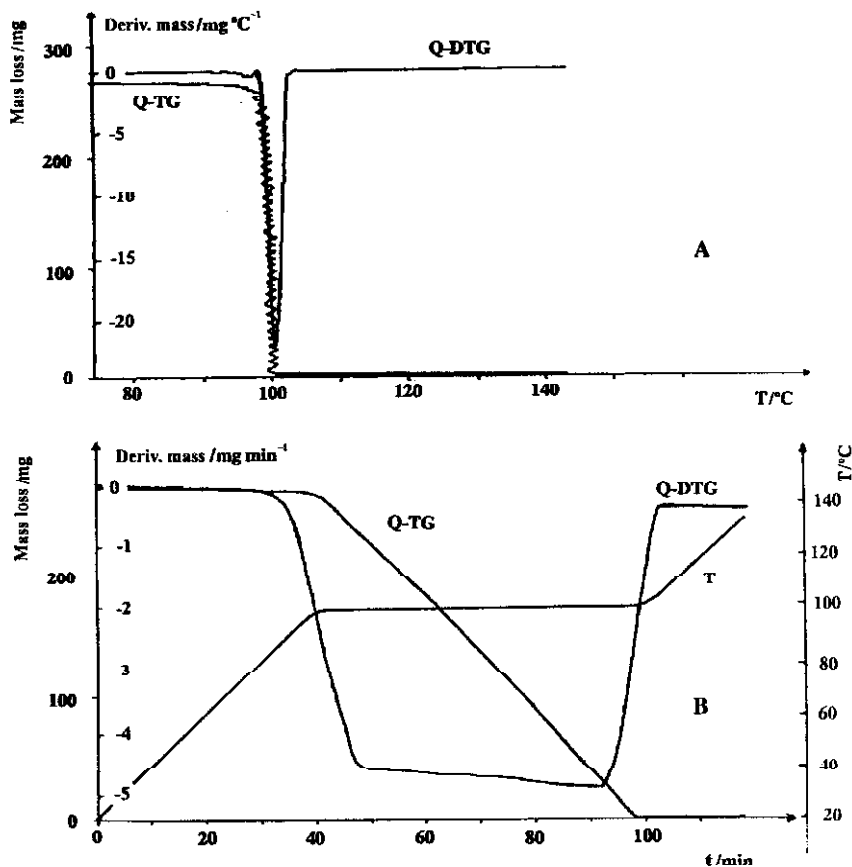 Deriv. mass/mg °C⁻¹
Mass loss /mg
300
0
Q-DTG
Q-TG
-5
200
-10
-15
A
100
-20
0
80
100
120
140
T/°C
Deriv. mass /mg min⁻¹
Mass loss /mg
T/°C
0
Q-DTG
140
Q-TG
-1
120
T
200
-2
100
3
80
100
B
-4
60
40
-5
0
20
0
20
40
60
80
100
t/min